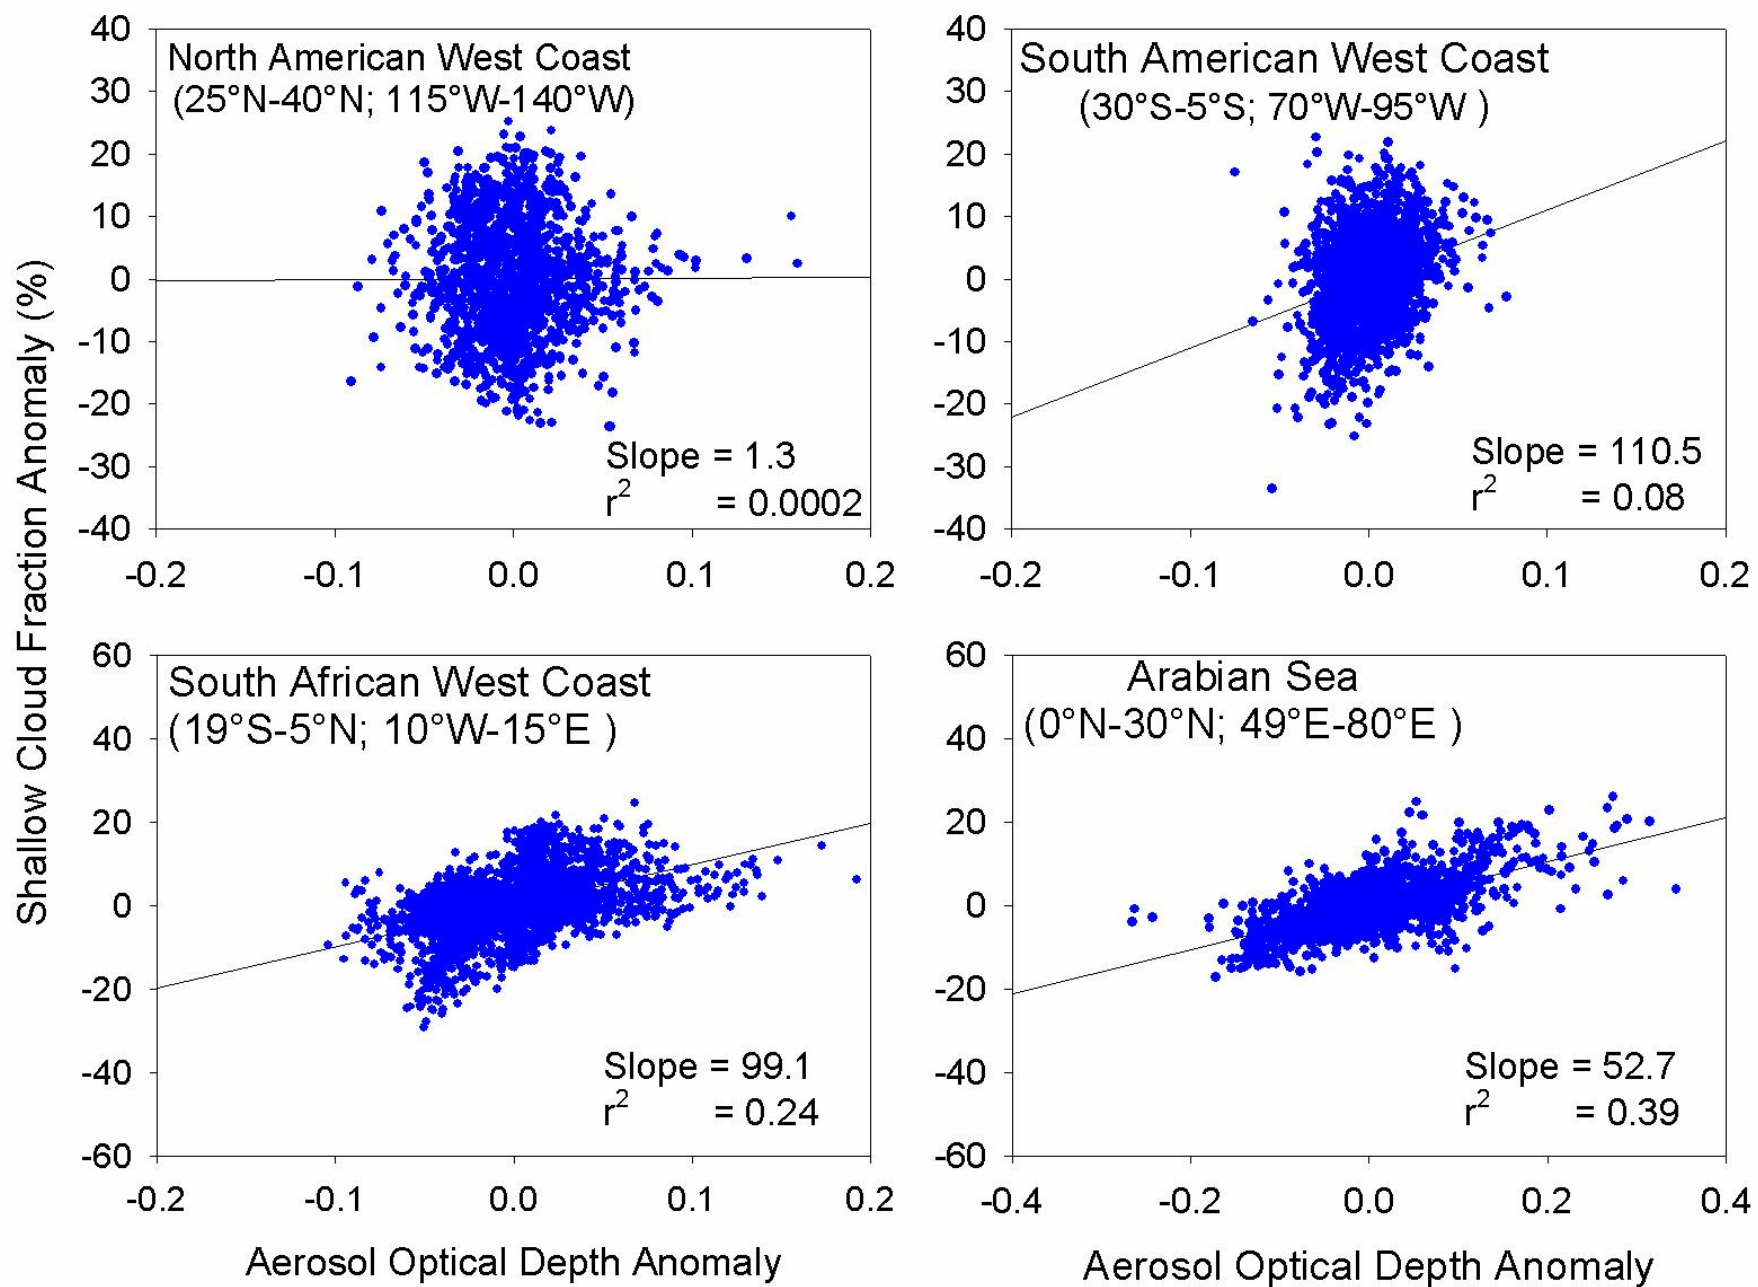 Shallow Cloud Fraction Anomaly (%)
40
30
20
10
0
-10
-20
-30
-40
North American West Coast
(25°N-40°N; 115°W-140°W)
Slope = 1.3
r² = 0.0002
-0.2 -0.1 0.0 0.1 0.2
40
30
20
10
0
-10
-20
-30
-40
South American West Coast
(30°S-5°S; 70°W-95°W )
Slope = 110.5
r² = 0.08
-0.2 -0.1 0.0 0.1 0.2
60
40
20
0
-20
-40
-60
South African West Coast
(19°S-5°N; 10°W-15°E )
Slope = 99.1
r² = 0.24
-0.2 -0.1 0.0 0.1 0.2
Aerosol Optical Depth Anomaly
60
40
20
0
-20
-40
-60
Arabian Sea
(0°N-30°N; 49°E-80°E )
Slope = 52.7
r² = 0.39
-0.4 -0.2 0.0 0.2 0.4
Aerosol Optical Depth Anomaly